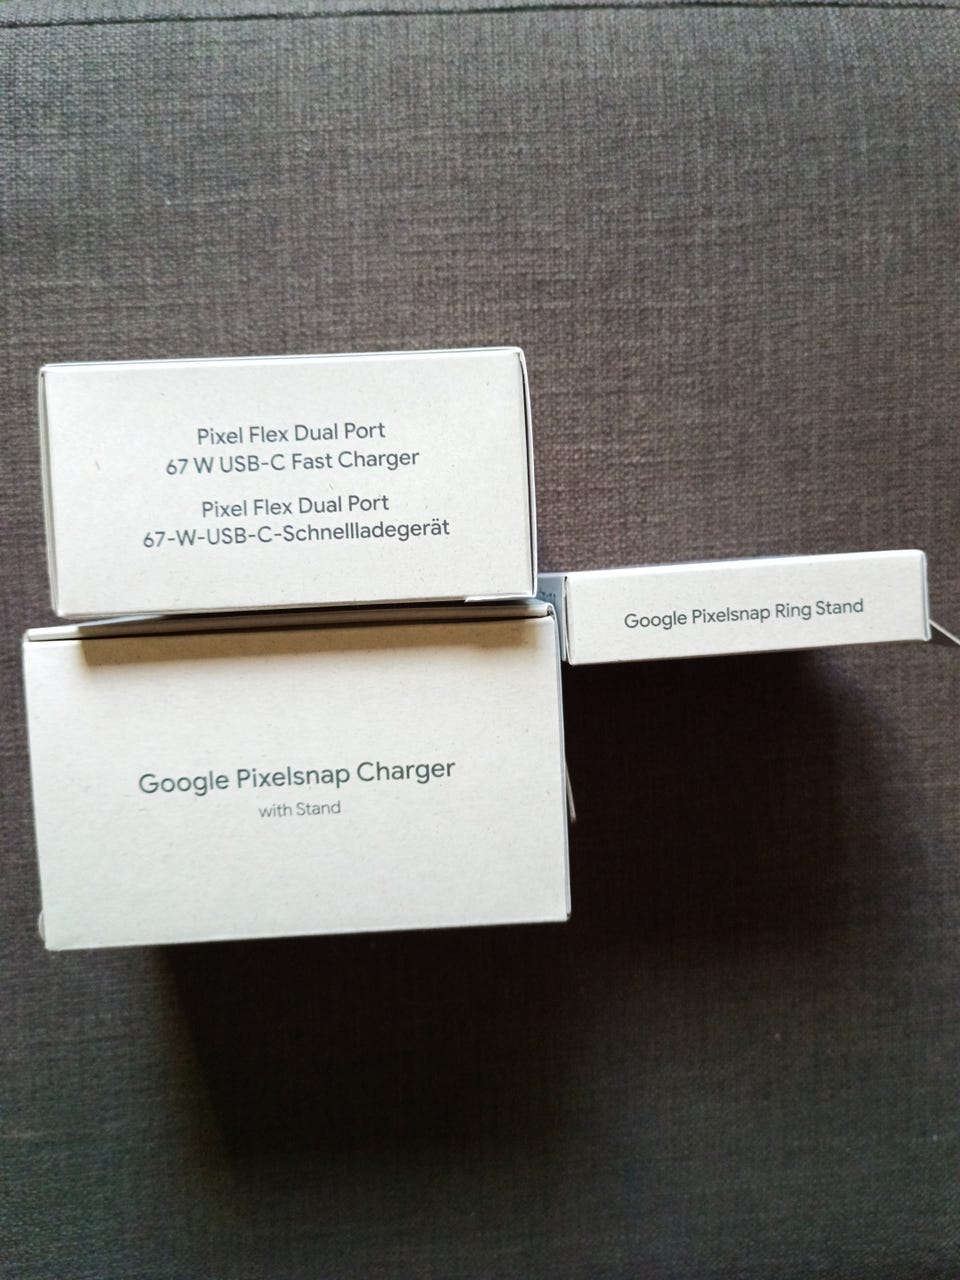 Pixel Flex Dual Port
67 W USB-C Fast Charger
Pixel Flex Dual Port
67-W-USB-C-Schnellladegerät
Google Pixelsnap Ring Stand
Google Pixelsnap Charger
with Stand